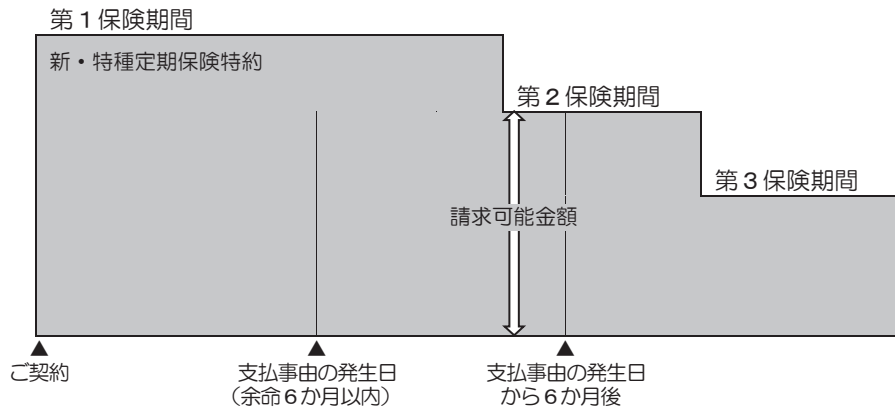 第１保険期間
新・特種定期保険特約
第２保険期間
第３保険期間
請求可能金額
ご契約
支払事由の発生日
（余命６か月以内）
支払事由の発生日
から６か月後